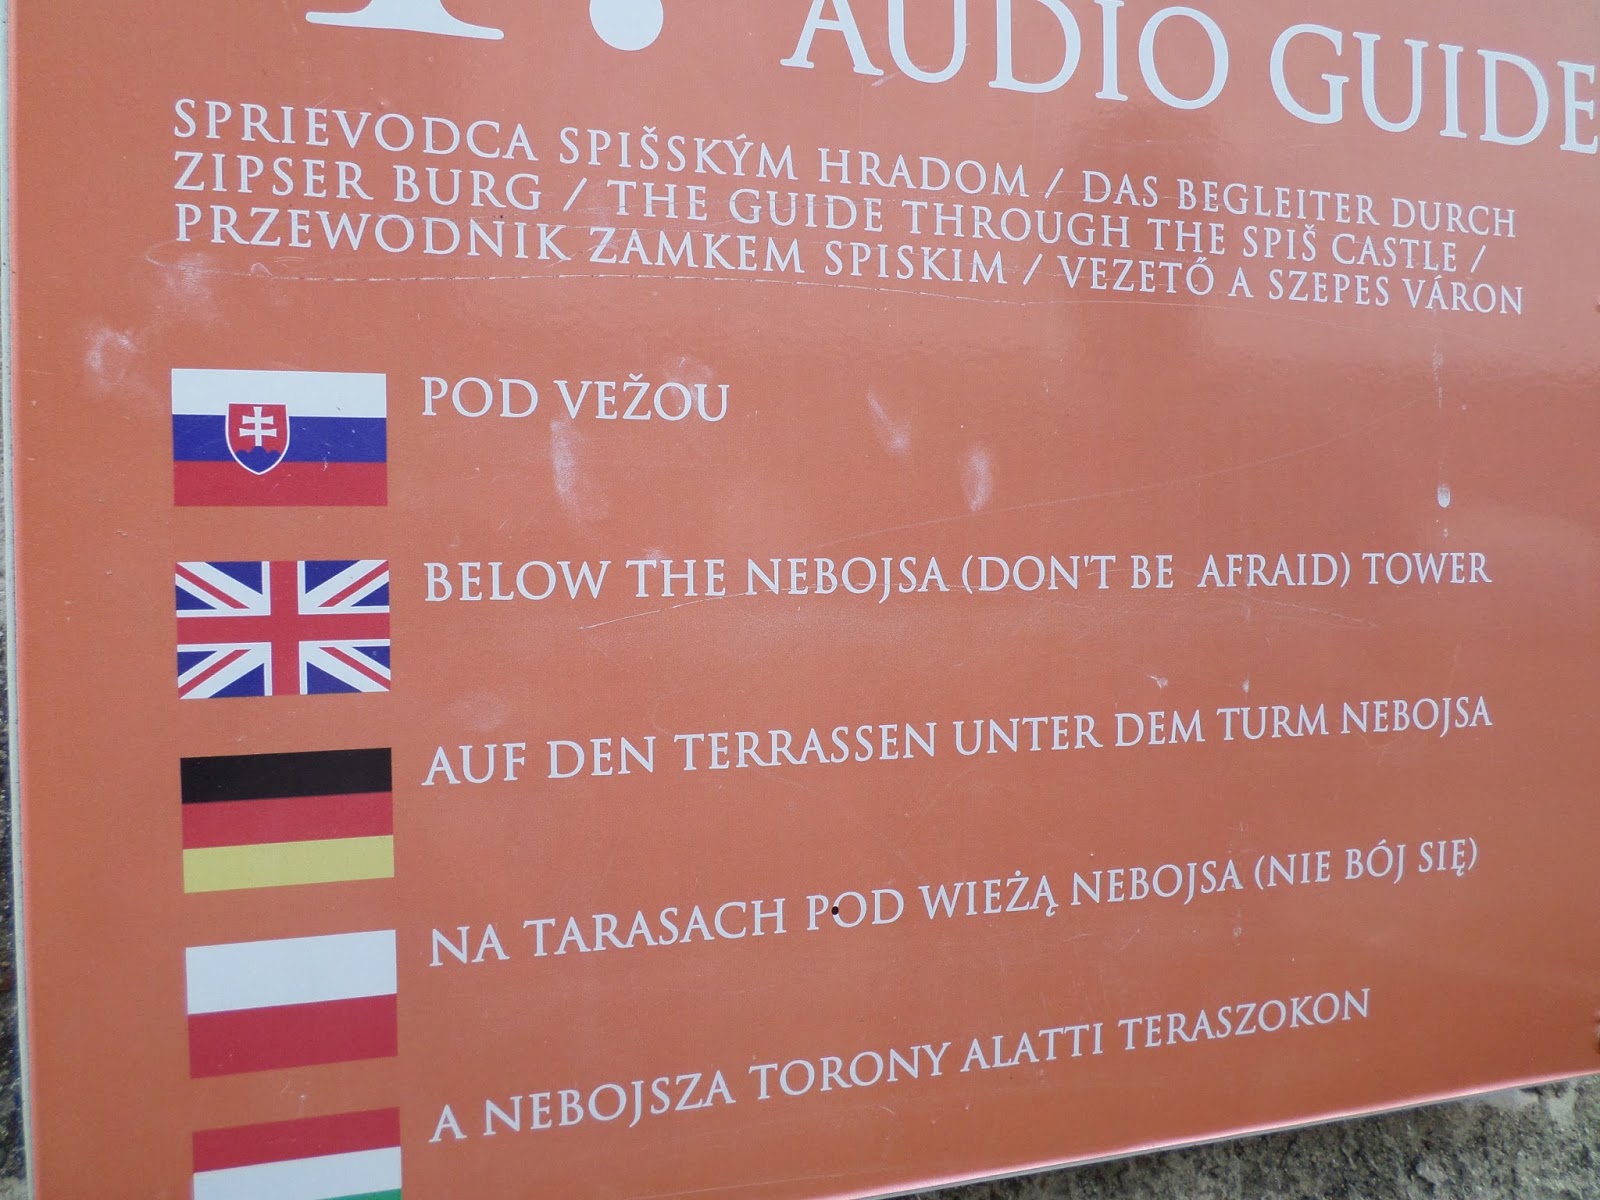 AUDIO GUIDE
SPRIEVODCA SPIŠSKÝM HRADOM / DAS BEGLEITER DURCH
ZIPSER BURG / THE GUIDE THROUGH THE SPIŠ CASTLE /
PRZEWODNIK ZAMKEM SPISKIM / VEZETŐ A SZEPES VÁRON
POD VEŽOU
BELOW THE NEBOJSA (DON'T BE AFRAID) TOWER
AUF DEN TERRASSEN UNTER DEM TURM NEBOJSA
NA TARASACH POD WIEŻĄ NEBOJSA (NIE BÓJ SIĘ)
A NEBOJSZA TORONY ALATTI TERASZOKON